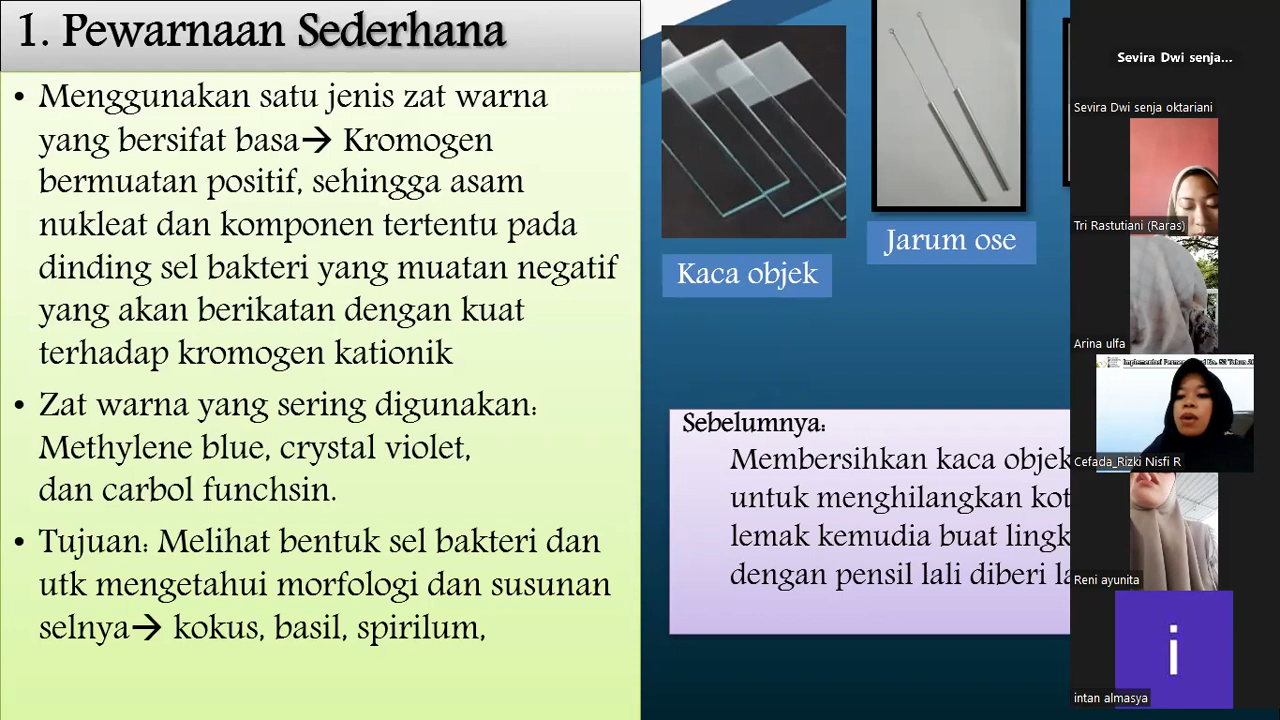 1. Pewarnaan Sederhana
• Menggunakan satu jenis zat warna
yang bersifat basa→ Kromogen
bermuatan positif, sehingga asam
nukleat dan komponen tertentu pada
dinding sel bakteri yang muatan negatif
yang akan berikatan dengan kuat
terhadap kromogen kationik
• Zat warna yang sering digunakan:
Methylene blue, crystal violet,
dan carbol funchsin.
• Tujuan: Melihat bentuk sel bakteri dan
utk mengetahui morfologi dan susunan
selnya→ kokus, basil, spirilum,
Kaca objek
Jarum ose
Sebelumnya:
Membersihkan kaca objek
untuk menghilangkan kot
lemak kemudia buat lingk
dengan pensil lali diberi la
Sevira Dwi senja...
Sevira Dwi senja oktariani
Tri Rastutiani (Raras)
Arina ulfa
Cefada_Rizki Nisfi R
Reni ayunita
i
intan almasya